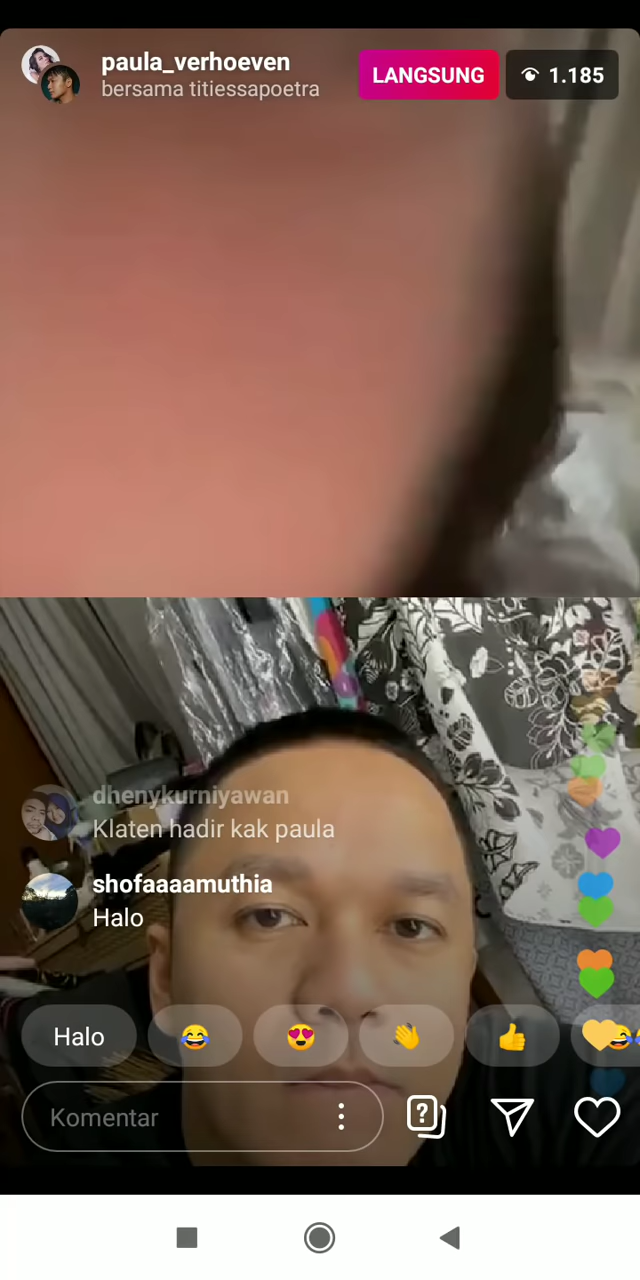 paula_verhoeven
bersama titiessapoetra
LANGSUNG
1.185
dhenykurniyawan
Klaten hadir kak paula
shofaaaamuthia
Halo
Halo
Komentar